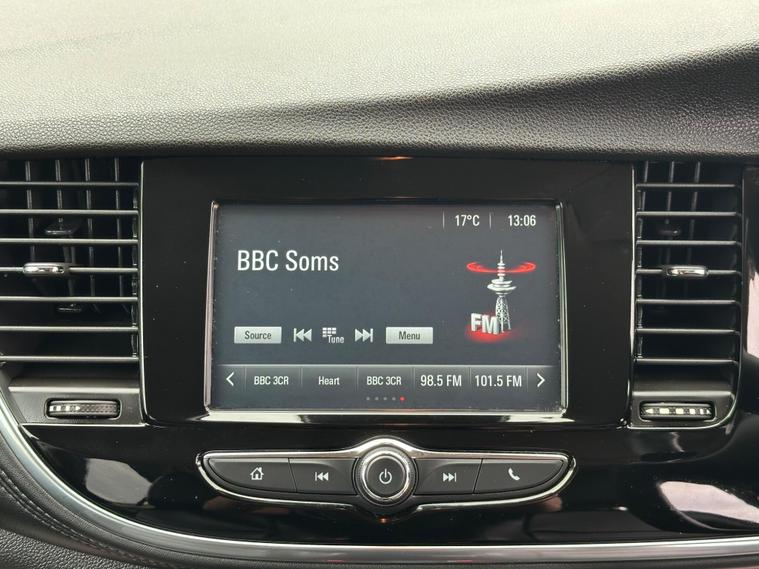 17°C 13:06
BBC Soms
FM
Source Tune Menu
BBC 3CR Heart BBC 3CR 98.5 FM 101.5 FM